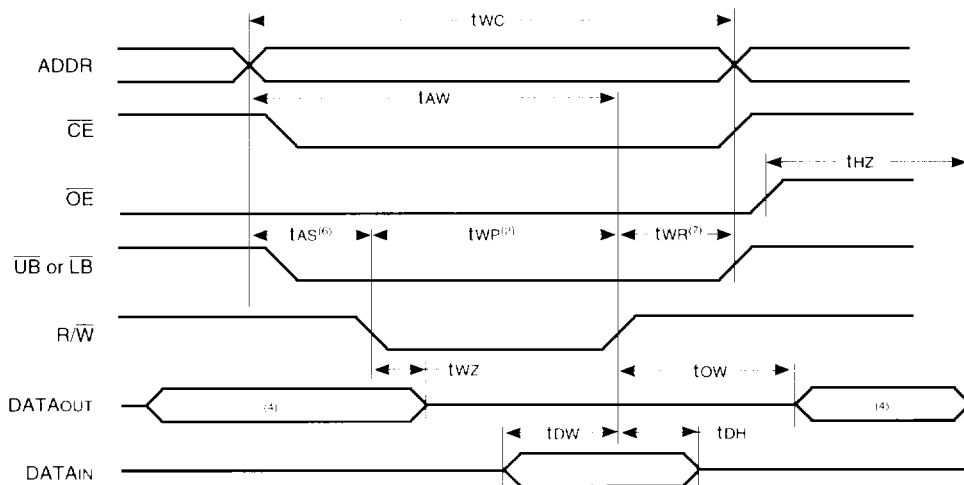 tWC
ADDR
tAW
CE
tHZ
OE
tAS(6) tWP(2) tWR(7)
UB or LB
R/W
tWZ tOW
DATAOUT (4) (4)
tDW tDH
DATAIN